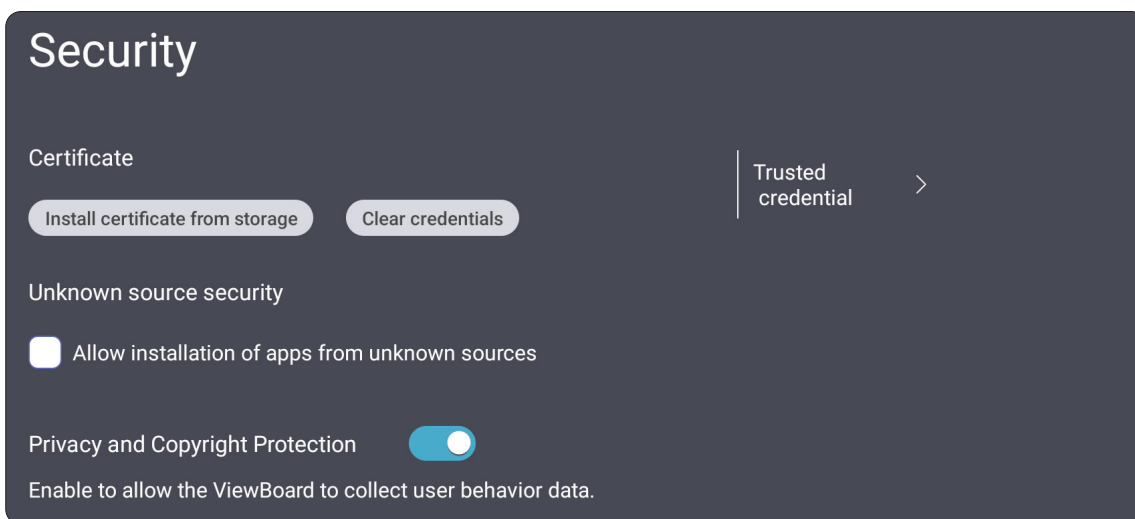 Security
Certificate
Trusted
credential
Install certificate from storage
Clear credentials
Unknown source security
Allow installation of apps from unknown sources
Privacy and Copyright Protection
Enable to allow the ViewBoard to collect user behavior data.